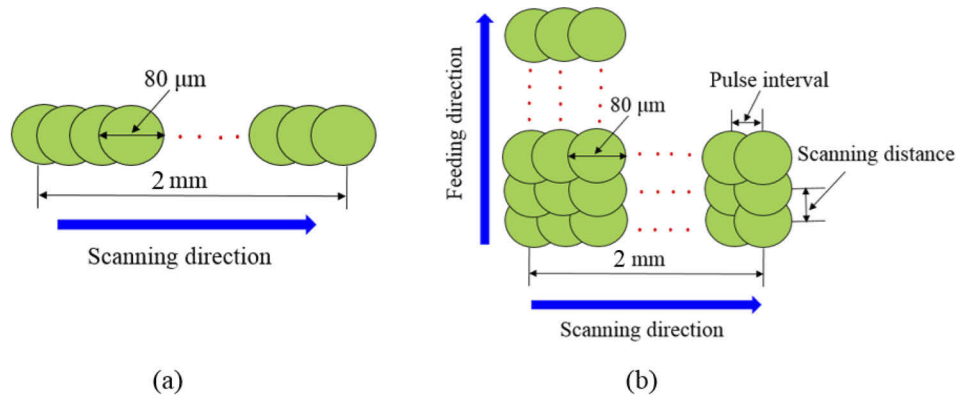 80 μm
2 mm
Scanning direction
(a)
Feeding direction
80 μm
Pulse interval
Scanning distance
2 mm
Scanning direction
(b)